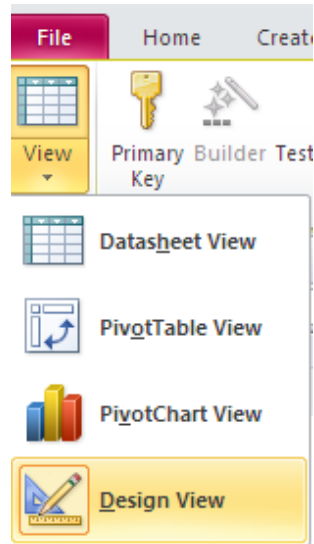 File Home Create
View Primary Key Builder Test
Datasheet View
PivotTable View
PivotChart View
Design View